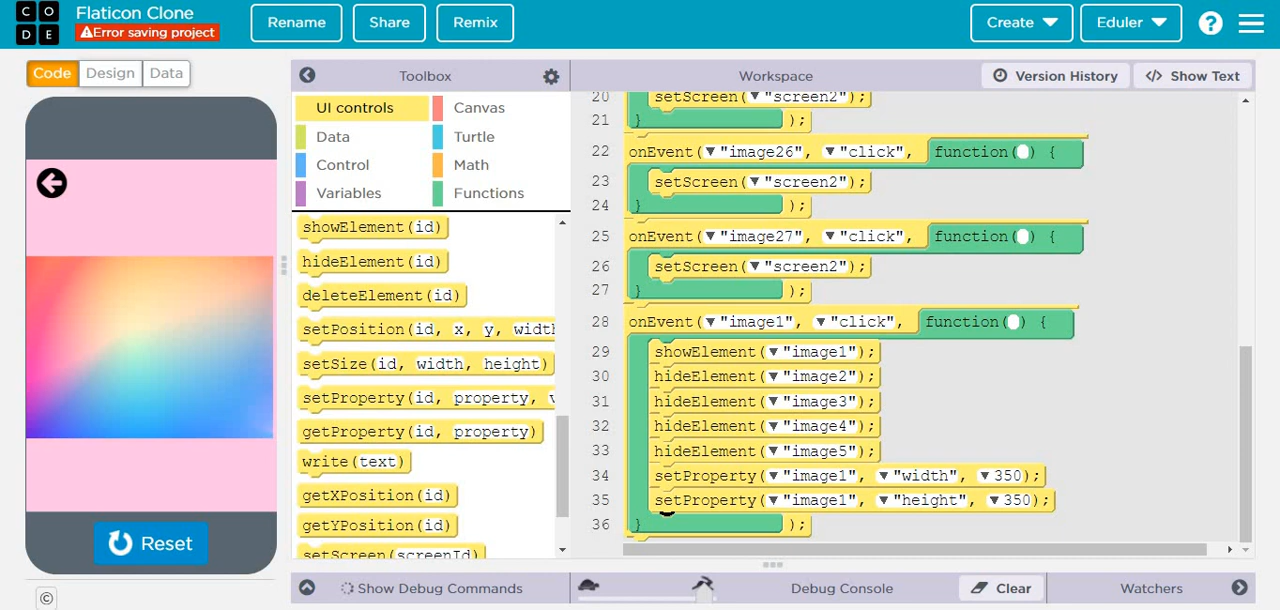 CO
DE
Flaticon Clone
Error saving project
Rename
Share
Remix
Create
Eduler
?
Code
Design
Data
Toolbox
Workspace
Version History
</> Show Text
UI controls
Canvas
Data
Turtle
Control
Math
Variables
Functions
showElement(id)
hideElement(id)
deleteElement(id)
setPosition(id, x, y, width
setSize(id, width, height)
setProperty(id, property, v
getProperty(id, property)
write(text)
getXPosition(id)
getYPosition(id)
setScreen(screenId)
20 setScreen(▼"screen2");
21 } );
22 onEvent(▼"image26", ▼"click", function( ) {
23 setScreen(▼"screen2");
24 } );
25 onEvent(▼"image27", ▼"click", function( ) {
26 setScreen(▼"screen2");
27 } );
28 onEvent(▼"image1", ▼"click", function( ) {
29 showElement(▼"image1");
30 hideElement(▼"image2");
31 hideElement(▼"image3");
32 hideElement(▼"image4");
33 hideElement(▼"image5");
34 setProperty(▼"image1", ▼"width", ▼350);
35 setProperty(▼"image1", ▼"height", ▼350);
36 } );
Reset
©
Show Debug Commands
Debug Console
Clear
Watchers